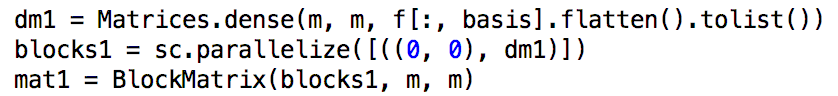 dm1 = Matrices.dense(m, m, f[:, basis].flatten().tolist())
blocks1 = sc.parallelize([((0, 0), dm1)])
mat1 = BlockMatrix(blocks1, m, m)